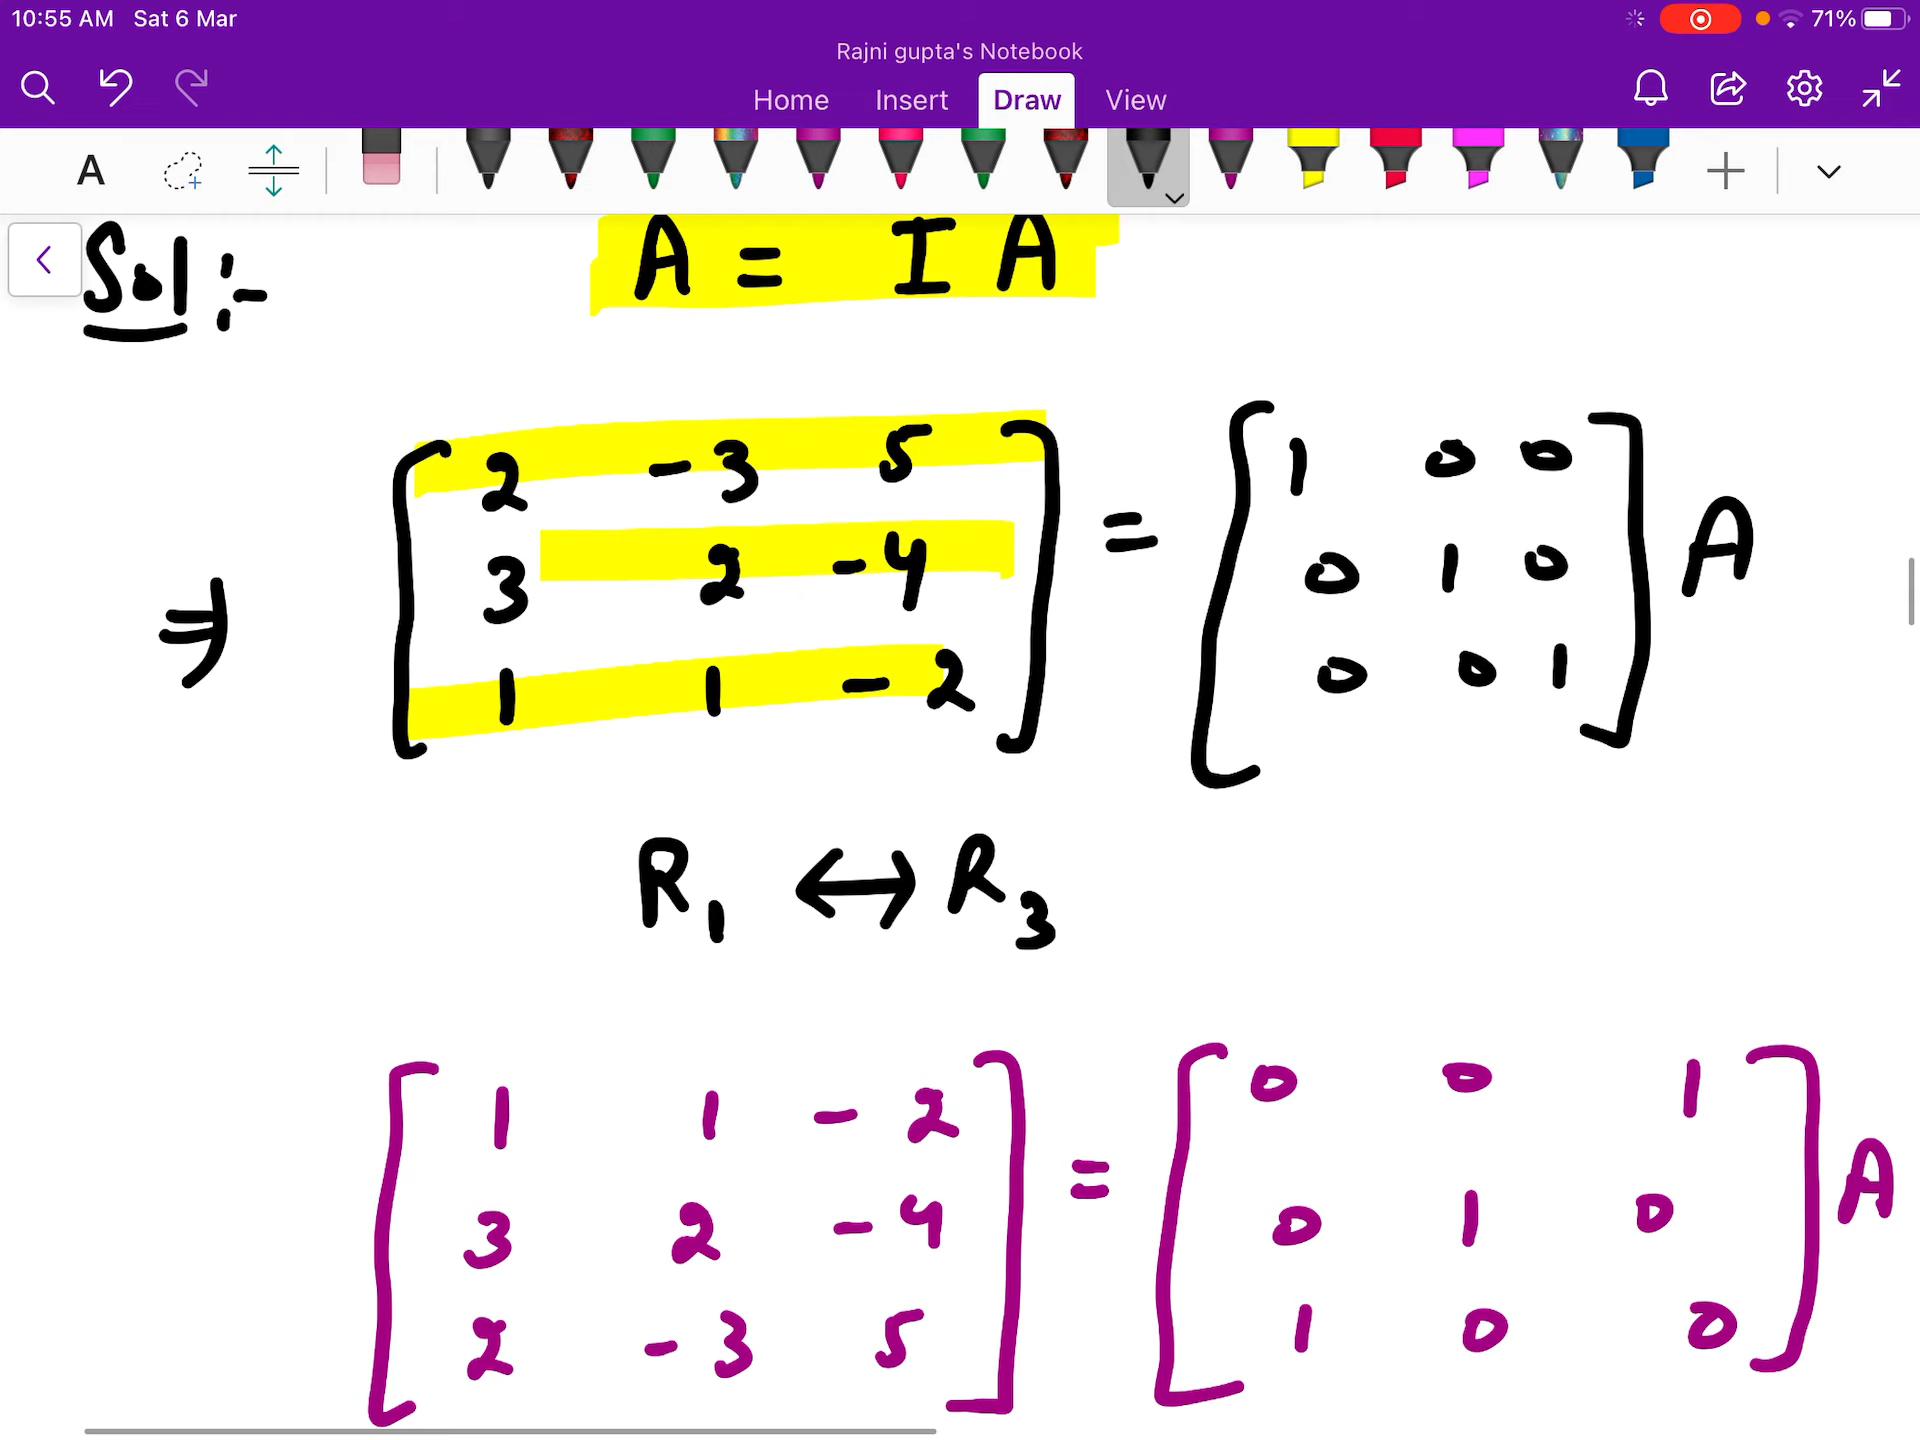 10:55 AM Sat 6 Mar
71%
Rajni gupta's Notebook
Home Insert Draw View
A
Sol :-
A = I A
⇒ [ 2 -3 5 ] = [ 1 0 0 ] A
3 2 -4 0 1 0
1 1 -2 0 0 1
R₁ ↔ R₃
[ 1 1 -2 ] = [ 0 0 1 ] A
3 2 -4 0 1 0
2 -3 5 1 0 0